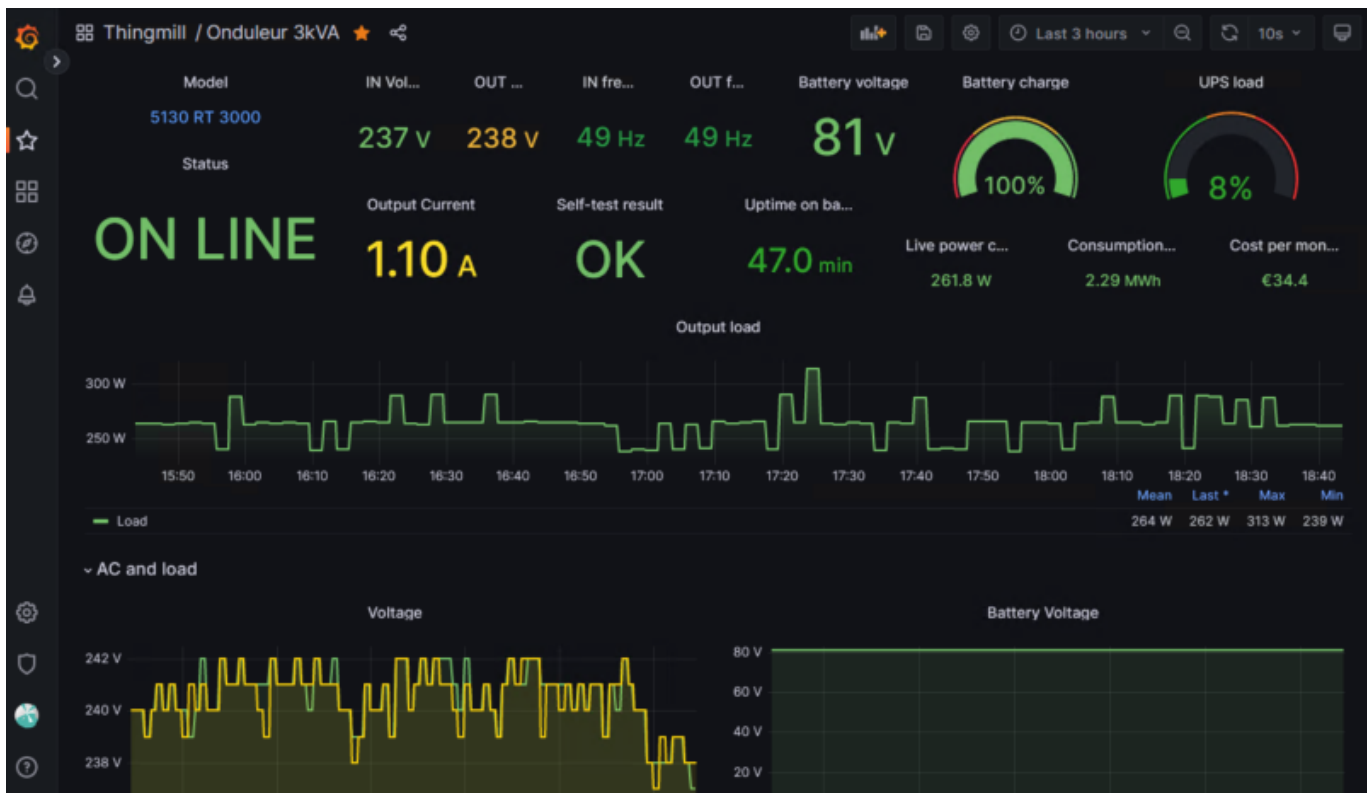 Thingmill / Onduleur 3kVA
Last 3 hours
10s
Model
IN Vol...
OUT ...
IN fre...
OUT f...
Battery voltage
Battery charge
UPS load
5130 RT 3000
237 V
238 V
49 Hz
49 Hz
81 V
100%
8%
Status
ON LINE
Output Current
Self-test result
Uptime on ba...
1.10 A
OK
47.0 min
Live power c...
Consumption...
Cost per mon...
261.8 W
2.29 MWh
€34.4
Output load
300 W
250 W
15:50 16:00 16:10 16:20 16:30 16:40 16:50 17:00 17:10 17:20 17:30 17:40 17:50 18:00 18:10 18:20 18:30 18:40
Mean Last * Max Min
Load 264 W 262 W 313 W 239 W
AC and load
Voltage
242 V
240 V
238 V
Battery Voltage
80 V
60 V
40 V
20 V